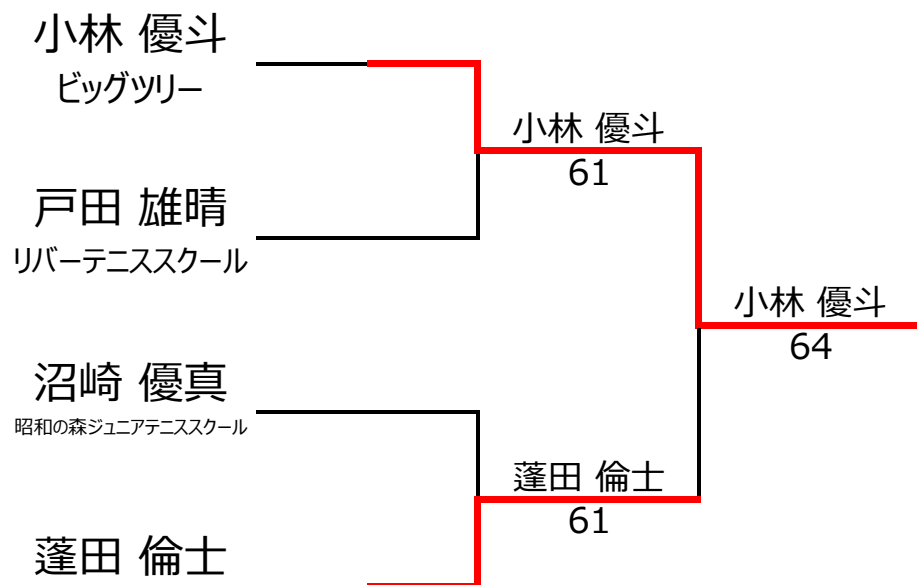 小林 優斗
ビッグツリー
小林 優斗
61
戸田 雄晴
リバーテニススクール
小林 優斗
64
沼崎 優真
昭和の森ジュニアテニススクール
蓬田 倫士
61
蓬田 倫士